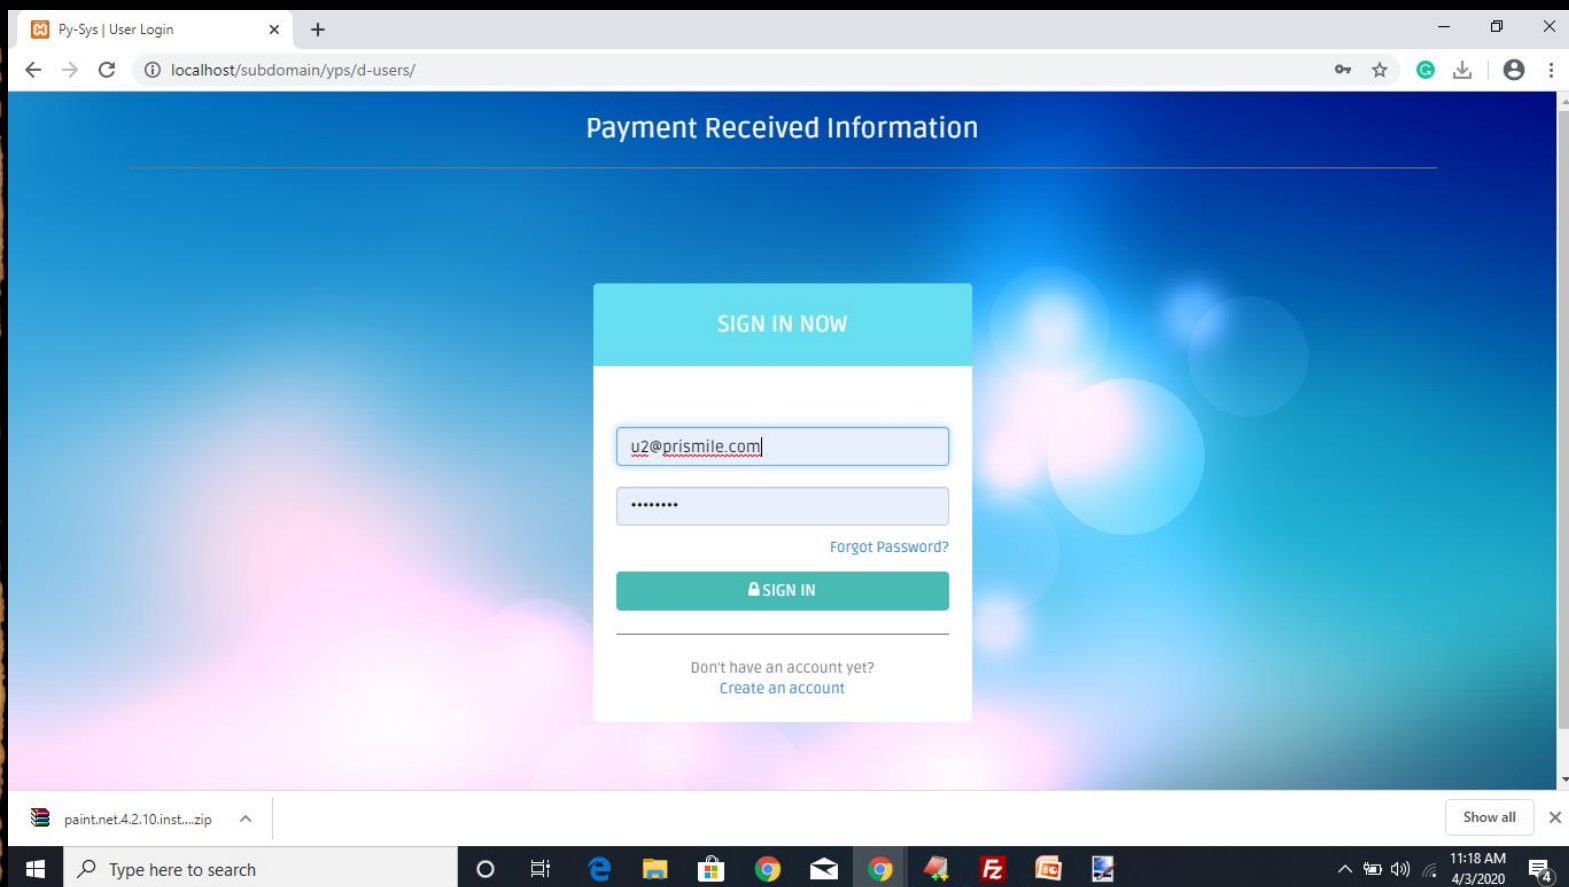 Py-Sys | User Login
localhost/subdomain/yps/d-users/
Payment Received Information
SIGN IN NOW
u2@prismile.com
••••••••
Forgot Password?
SIGN IN
Don't have an account yet?
Create an account
paint.net.4.2.10.inst....zip
Show all
Type here to search
11:18 AM
4/3/2020
4